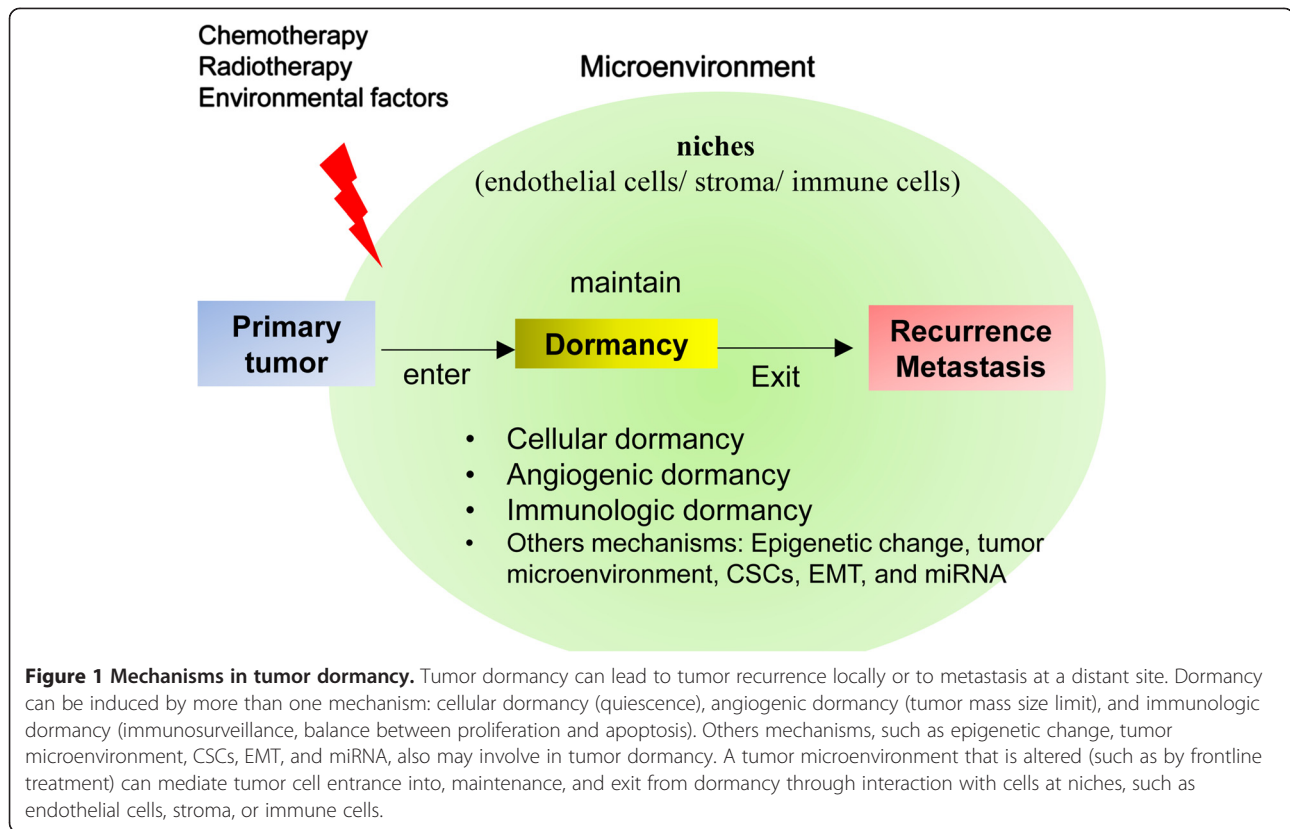 Chemotherapy
Radiotherapy
Environmental factors
Microenvironment
niches
(endothelial cells/ stroma/ immune cells)
maintain
Primary
tumor
enter
Dormancy
Exit
Recurrence
Metastasis
• Cellular dormancy
• Angiogenic dormancy
• Immunologic dormancy
• Others mechanisms: Epigenetic change, tumor
microenvironment, CSCs, EMT, and miRNA
Figure 1 Mechanisms in tumor dormancy. Tumor dormancy can lead to tumor recurrence locally or to metastasis at a distant site. Dormancy
can be induced by more than one mechanism: cellular dormancy (quiescence), angiogenic dormancy (tumor mass size limit), and immunologic
dormancy (immunosurveillance, balance between proliferation and apoptosis). Others mechanisms, such as epigenetic change, tumor
microenvironment, CSCs, EMT, and miRNA, also may involve in tumor dormancy. A tumor microenvironment that is altered (such as by frontline
treatment) can mediate tumor cell entrance into, maintenance, and exit from dormancy through interaction with cells at niches, such as
endothelial cells, stroma, or immune cells.